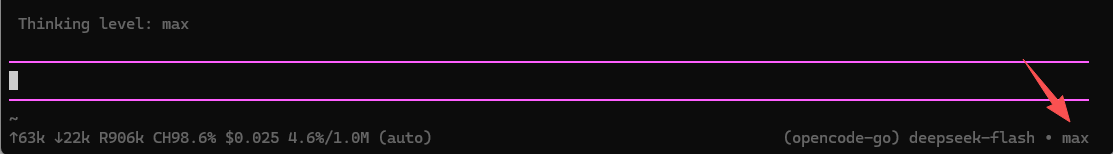 Thinking level: max
~
↑63k ↓22k R906k CH98.6% $0.025 4.6%/1.0M (auto) (opencode-go) deepseek-flash • max